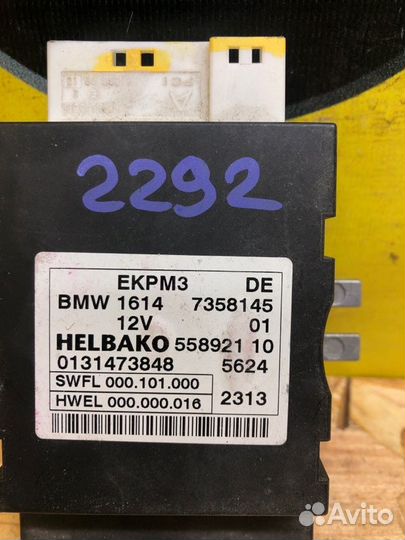 2292
EKPM3 DE
BMW 1614 7358145
12V 01
HELBAKO 558921 10
0131473848 5624
SWFL 000.101.000
HWEL 000.000.016 2313
Avito